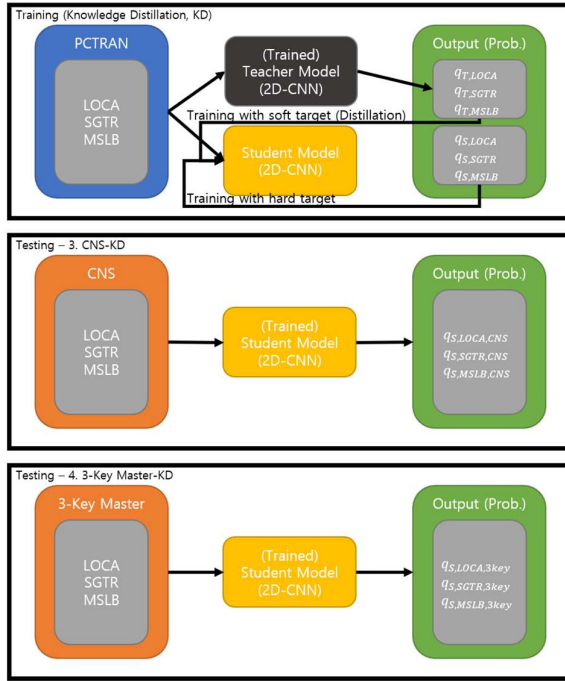 Training (Knowledge Distillation, KD)
PCTRAN
LOCA
SGTR
MSLB
(Trained)
Teacher Model
(2D-CNN)
Output (Prob.)
q_{T,LOCA}
q_{T,SGTR}
q_{T,MSLB}
Training with soft target (Distillation)
Student Model
(2D-CNN)
q_{S,LOCA}
q_{S,SGTR}
q_{S,MSLB}
Training with hard target
Testing – 3. CNS-KD
CNS
LOCA
SGTR
MSLB
(Trained)
Student Model
(2D-CNN)
Output (Prob.)
q_{S,LOCA,CNS}
q_{S,SGTR,CNS}
q_{S,MSLB,CNS}
Testing – 4. 3-Key Master-KD
3-Key Master
LOCA
SGTR
MSLB
(Trained)
Student Model
(2D-CNN)
Output (Prob.)
q_{S,LOCA,3key}
q_{S,SGTR,3key}
q_{S,MSLB,3key}